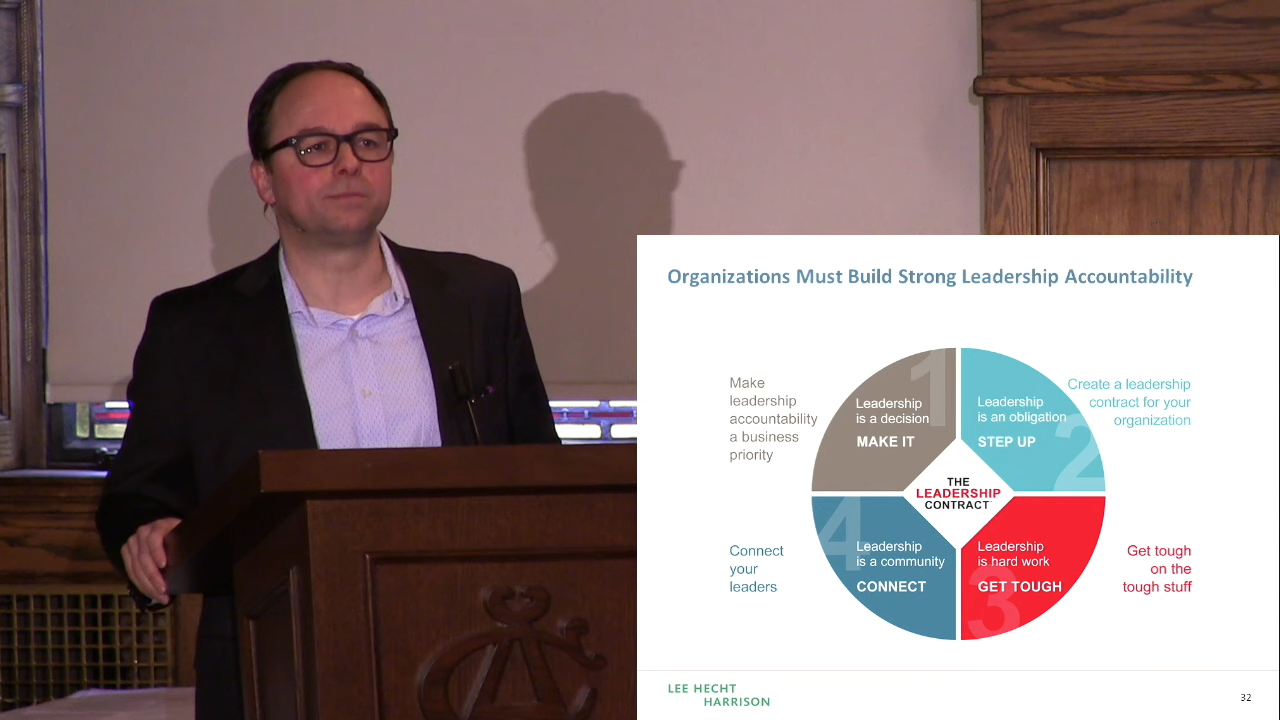 Organizations Must Build Strong Leadership Accountability
Make
leadership
accountability
a business
priority
1
Leadership
is a decision
MAKE IT
Leadership
is an obligation
STEP UP
2
Create a leadership
contract for your
organization
THE
LEADERSHIP
CONTRACT
Connect
your
leaders
4
Leadership
is a community
CONNECT
Leadership
is hard work
GET TOUGH
3
Get tough
on the
tough stuff
LEE HECHT
HARRISON
32